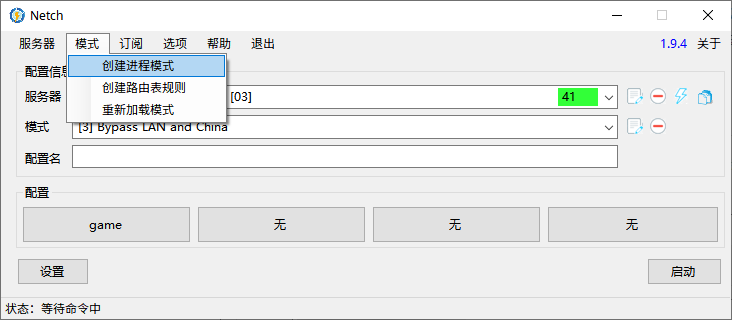 Netch
服务器 模式 订阅 选项 帮助 退出 1.9.4 关于
创建进程模式
创建路由表规则
重新加载模式
配置信息
服务器 [03] 41
模式 [3] Bypass LAN and China
配置名
配置
game 无 无 无
设置 启动
状态：等待命令中